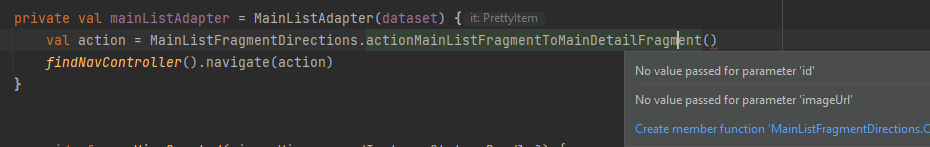 private val mainListAdapter = MainListAdapter(dataset) { it: PrettyItem
val action = MainListFragmentDirections.actionMainListFragmentToMainDetailFragment()
findNavController().navigate(action)
}
No value passed for parameter 'id'
No value passed for parameter 'imageUrl'
Create member function 'MainListFragmentDirections.C